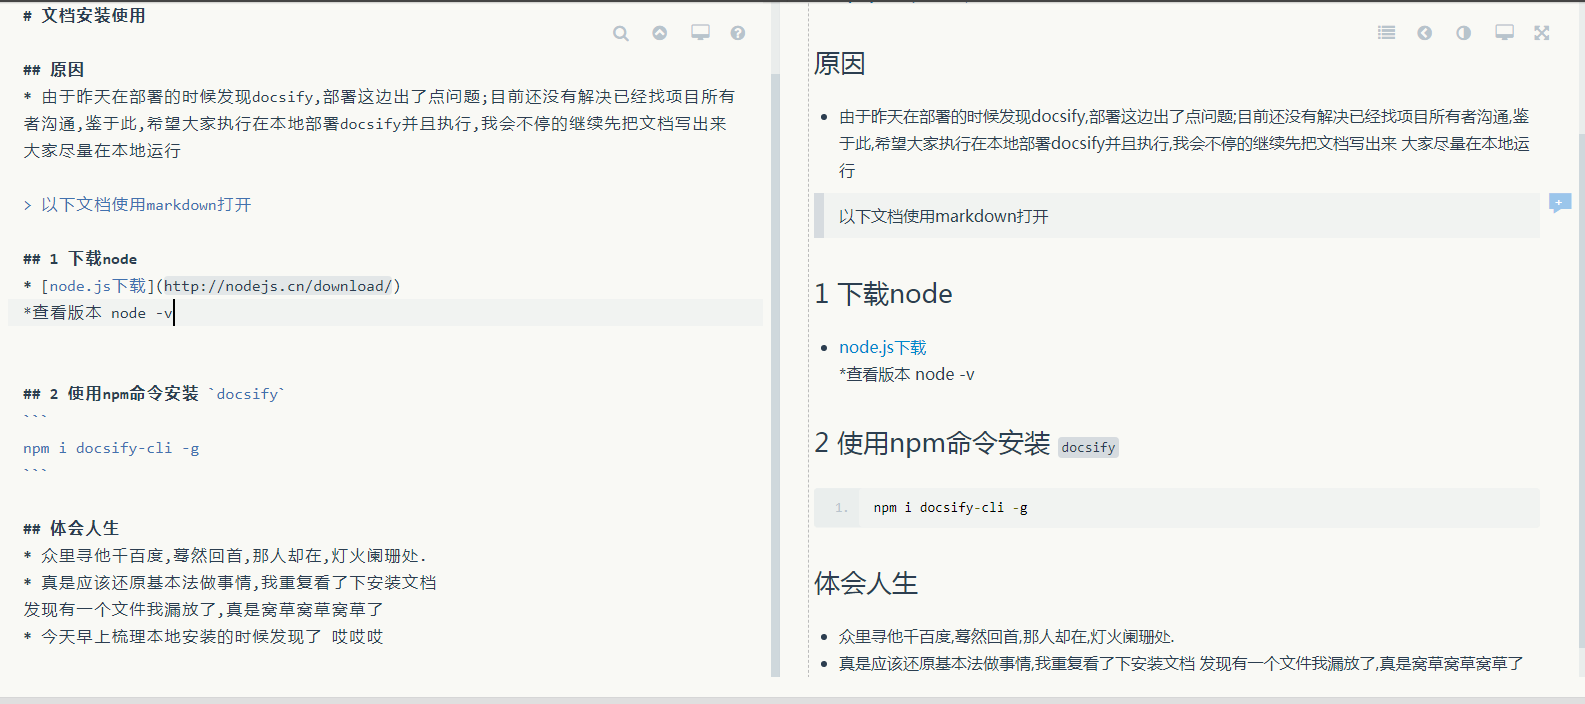 # 文档安装使用
## 原因
* 由于昨天在部署的时候发现docsify,部署这边出了点问题;目前还没有解决已经找项目所有
者沟通,鉴于此,希望大家执行在本地部署docsify并且执行,我会不停的继续先把文档写出来
大家尽量在本地运行
> 以下文档使用markdown打开
## 1 下载node
* [node.js下载](http://nodejs.cn/download/)
*查看版本 node -v
## 2 使用npm命令安装 `docsify`
```
npm i docsify-cli -g
```
## 体会人生
* 众里寻他千百度,蓦然回首,那人却在,灯火阑珊处.
* 真是应该还原基本法做事情,我重复看了下安装文档
发现有一个文件我漏放了,真是窝草窝草窝草了
* 今天早上梳理本地安装的时候发现了 哎哎哎
原因
由于昨天在部署的时候发现docsify,部署这边出了点问题;目前还没有解决已经找项目所有者沟通,鉴
于此,希望大家执行在本地部署docsify并且执行,我会不停的继续先把文档写出来 大家尽量在本地运
行
以下文档使用markdown打开
1 下载node
node.js下载
*查看版本 node -v
2 使用npm命令安装 docsify
1. npm i docsify-cli -g
体会人生
众里寻他千百度,蓦然回首,那人却在,灯火阑珊处.
真是应该还原基本法做事情,我重复看了下安装文档 发现有一个文件我漏放了,真是窝草窝草窝草了